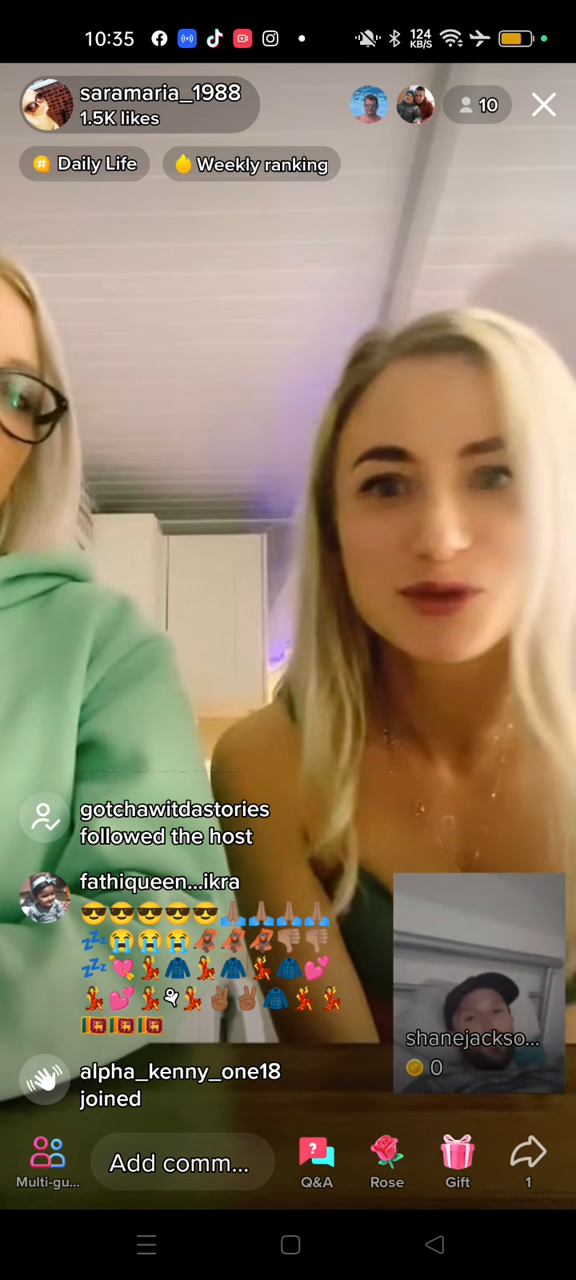 10:35
124
KB/S
saramaria_1988
1.5K likes
10
Daily Life
Weekly ranking
gotchawitdastories
followed the host
fathiqueen...ikra
😎😎😎😎😎🙏🏽🙏🏽🙏🏽🙏🏽
💤😭😭😭💃🏽💃🏽💃🏽👎🏽👎🏽
💤💘💃🧥💃🧥💃🧥💕
💃💕💃🎐💃✌🏽✌🏽🧥💃💃
🇱🇰🇱🇰🇱🇰
alpha_kenny_one18
joined
shanejackso...
0
Multi-gu...
Add comm...
Q&A
Rose
Gift
1